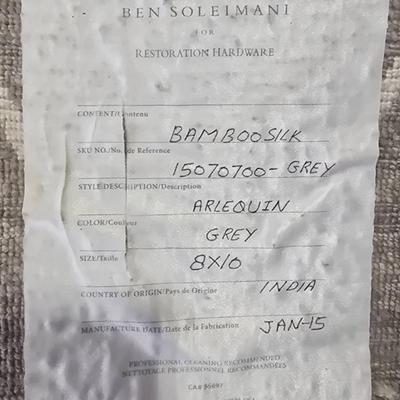 BEN SOLEIMANI
FOR
RESTORATION HARDWARE
CONTENT/Contenu
BAMBOOSILK
SKU NO./No. de Reference
15070700-GREY
STYLE DESCRIPTION/Description
ARLEQUIN
COLOR/Couleur
GREY
SIZE/Taille
8X10
COUNTRY OF ORIGIN/Pays de Origine
INDIA
MANUFACTURE DATE/Date de la Fabrication
JAN-15
PROFESSIONAL CLEANING RECOMMENDED
NETTOYAGE PROFESSIONNEL RECOMMANDÉES
CA#